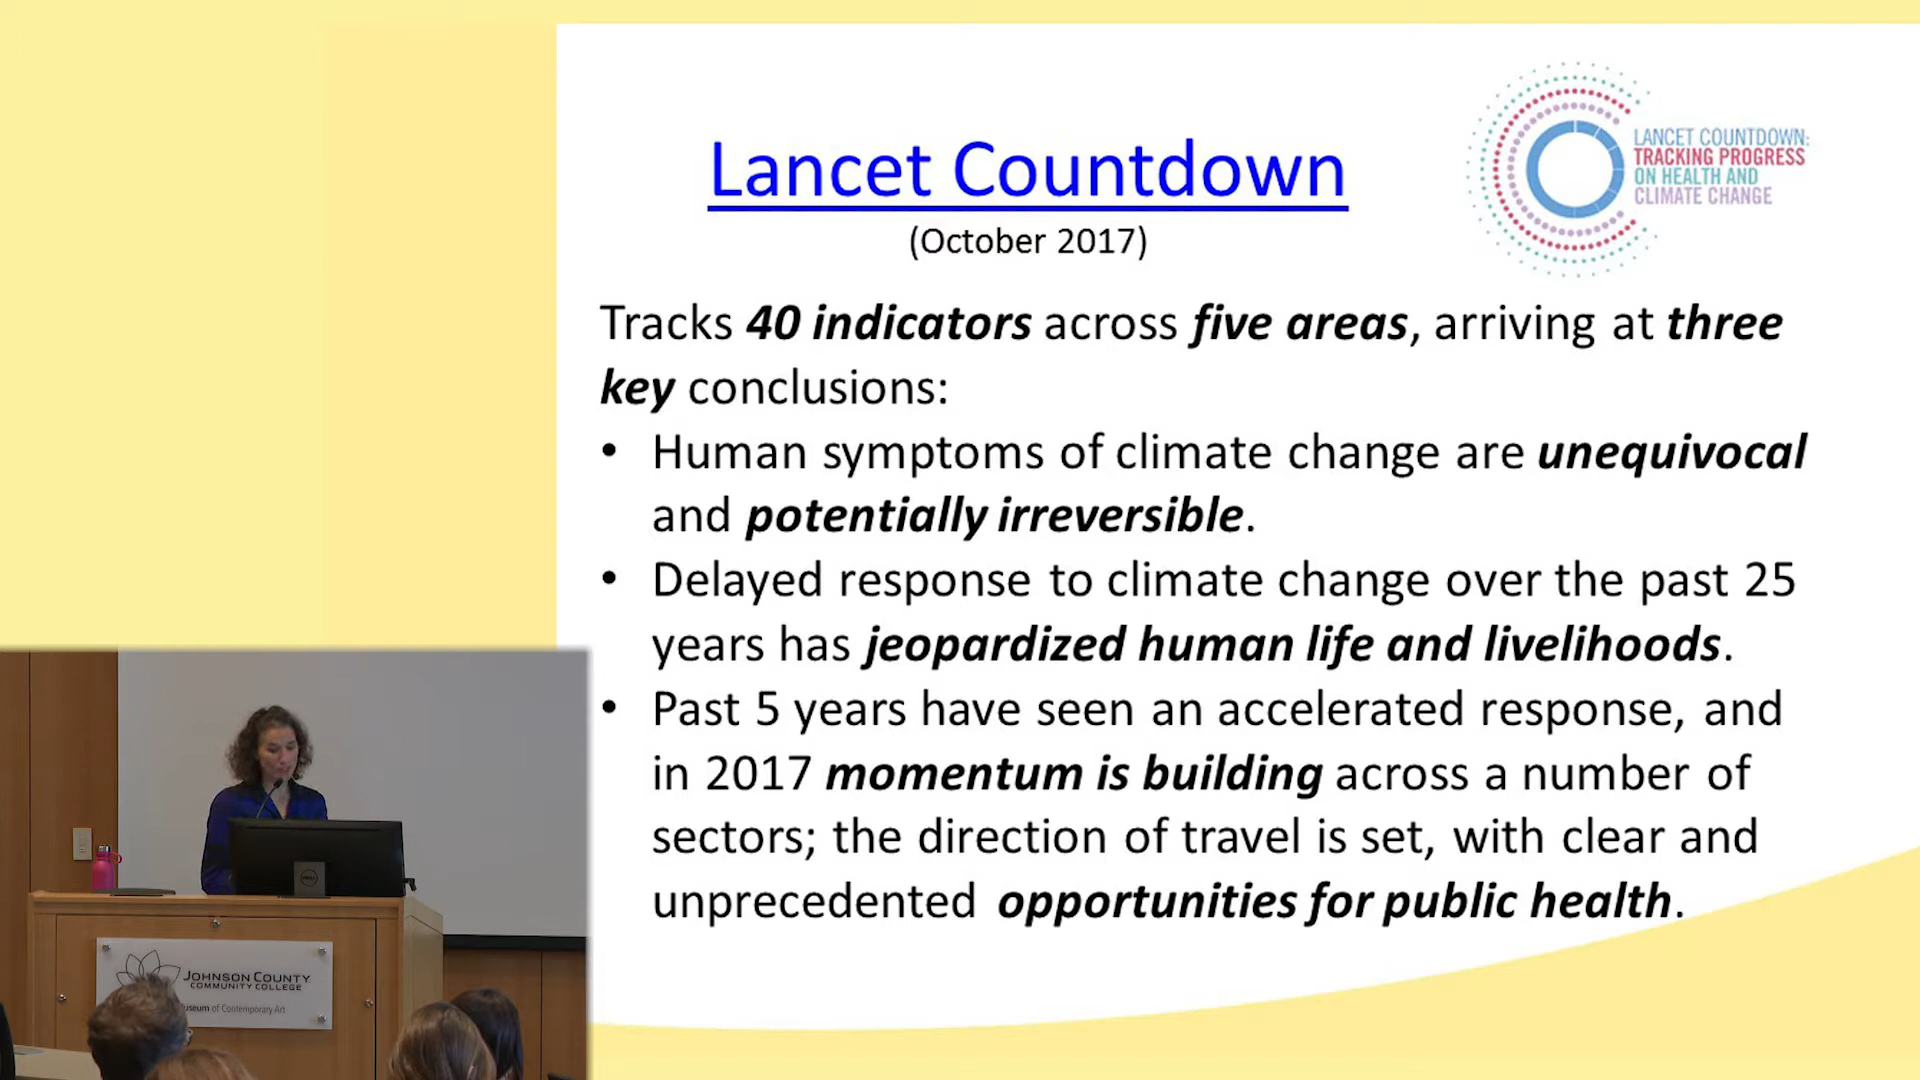 Lancet Countdown
(October 2017)
LANCET COUNTDOWN:
TRACKING PROGRESS
ON HEALTH AND
CLIMATE CHANGE
Tracks 40 indicators across five areas, arriving at three
key conclusions:
• Human symptoms of climate change are unequivocal
and potentially irreversible.
• Delayed response to climate change over the past 25
years has jeopardized human life and livelihoods.
• Past 5 years have seen an accelerated response, and
in 2017 momentum is building across a number of
sectors; the direction of travel is set, with clear and
unprecedented opportunities for public health.
DELL
JOHNSON COUNTY
COMMUNITY COLLEGE
useum of Contemporary Art